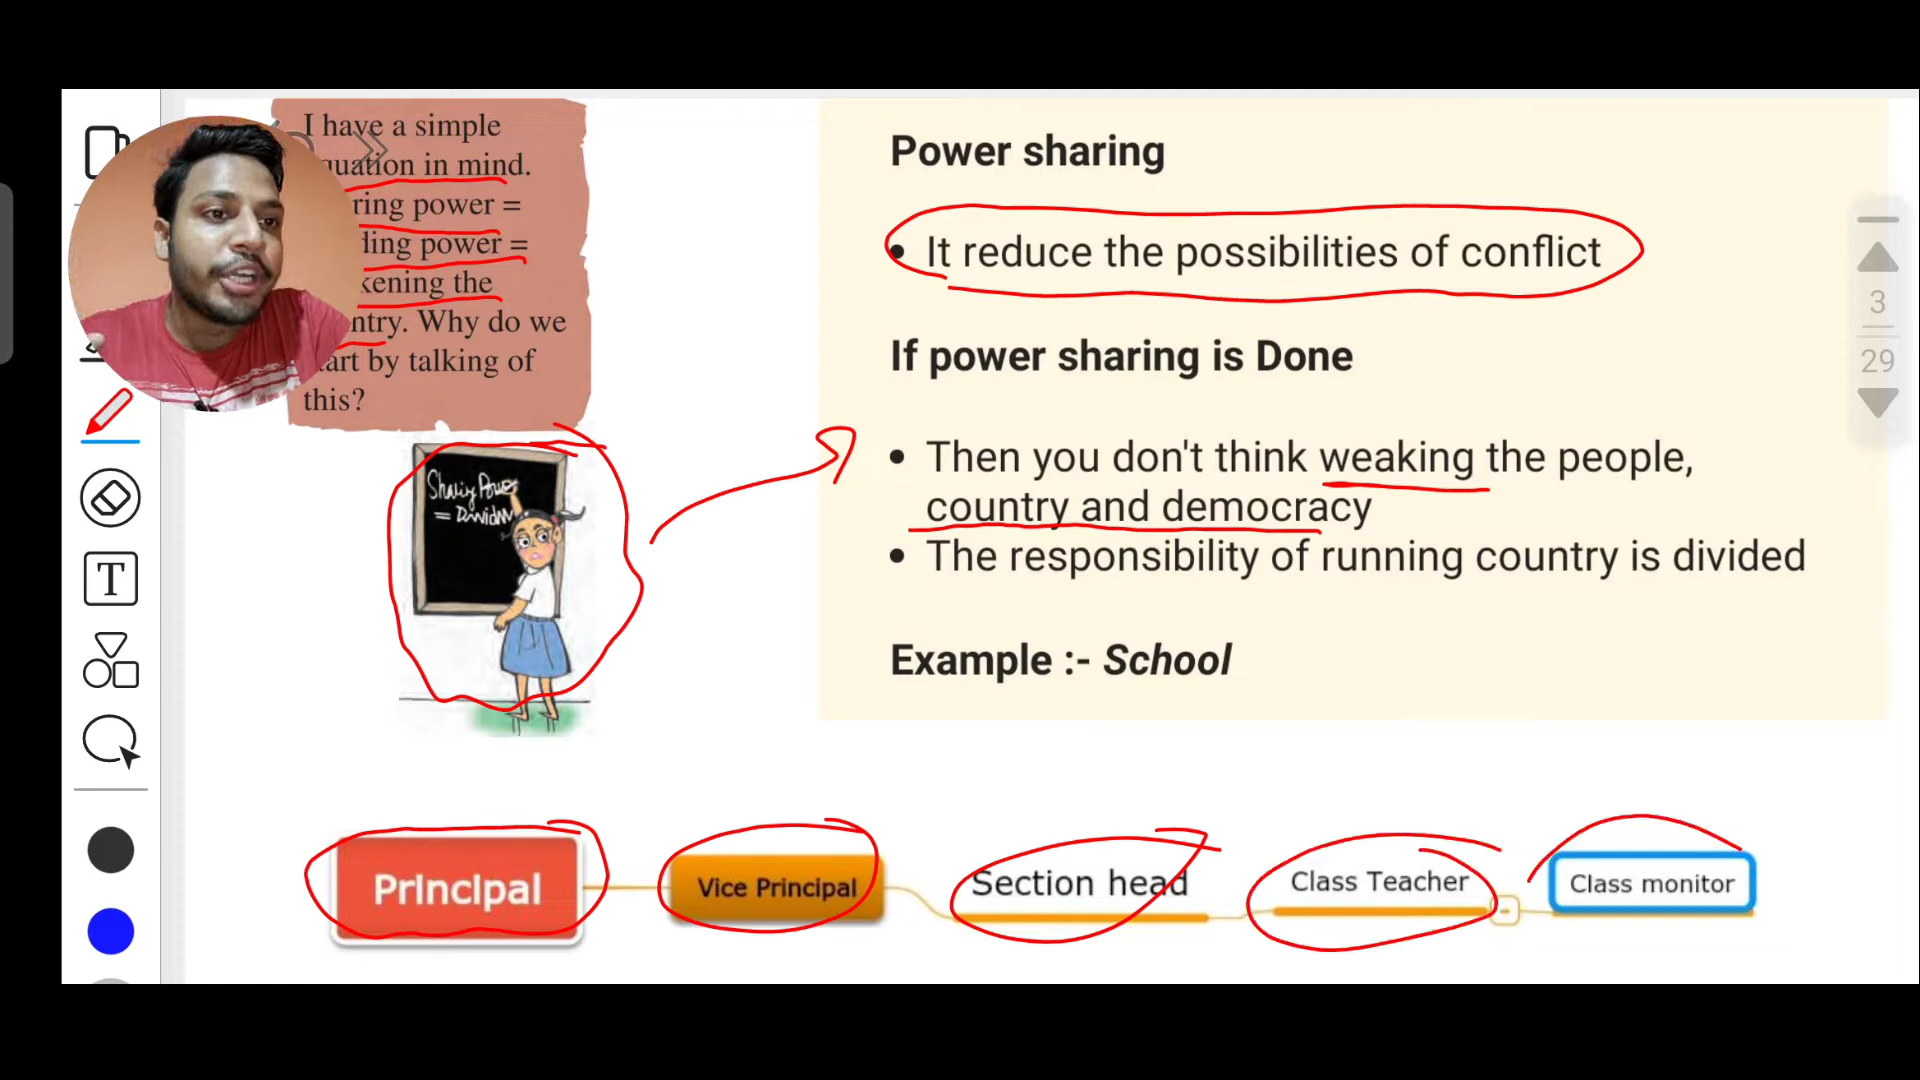 I have a simple
uation in mind.
ring power =
ding power =
kening the
ntry. Why do we
art by talking of
this?
Sharing Power
=
Power sharing
• It reduce the possibilities of conflict
If power sharing is Done
• Then you don't think weaking the people,
country and democracy
• The responsibility of running country is divided
Example :- School
3
29
T
Principal
Vice Principal
Section head
Class Teacher
Class monitor